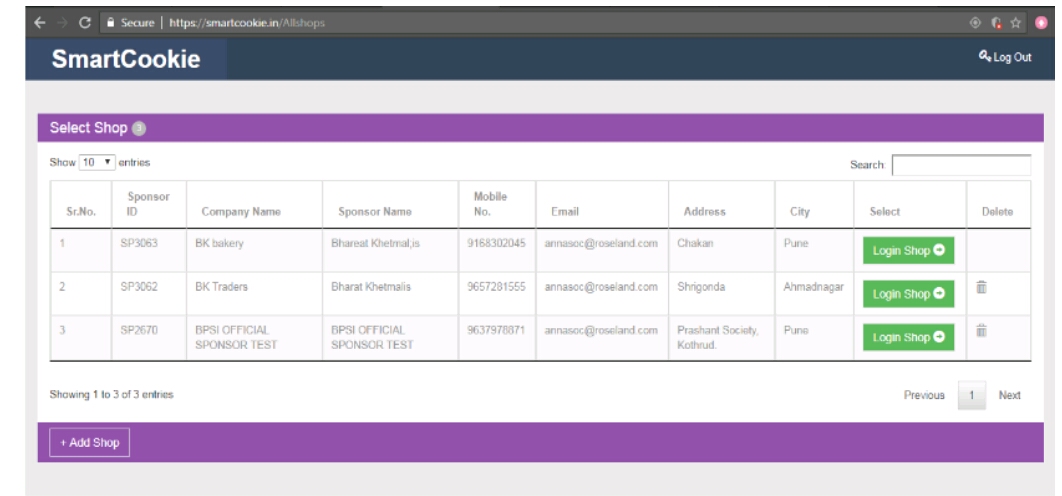 Secure | https://smartcookie.in/Allshops
SmartCookie
Log Out
Select Shop 3
Show 10 entries
Search:
Sr.No. Sponsor ID Company Name Sponsor Name Mobile No. Email Address City Select Delete
1 SP3063 BK bakery Bhareat Khetmal,is 9168302045 annasoc@roseland.com Chakan Pune Login Shop
2 SP3062 BK Traders Bharat Khetmalis 9657281555 annasoc@roseland.com Shrigonda Ahmadnagar Login Shop
3 SP2670 BPSI OFFICIAL SPONSOR TEST BPSI OFFICIAL SPONSOR TEST 9637978871 annasoc@roseland.com Prashant Society, Kothrud. Pune Login Shop
Showing 1 to 3 of 3 entries
Previous 1 Next
+ Add Shop